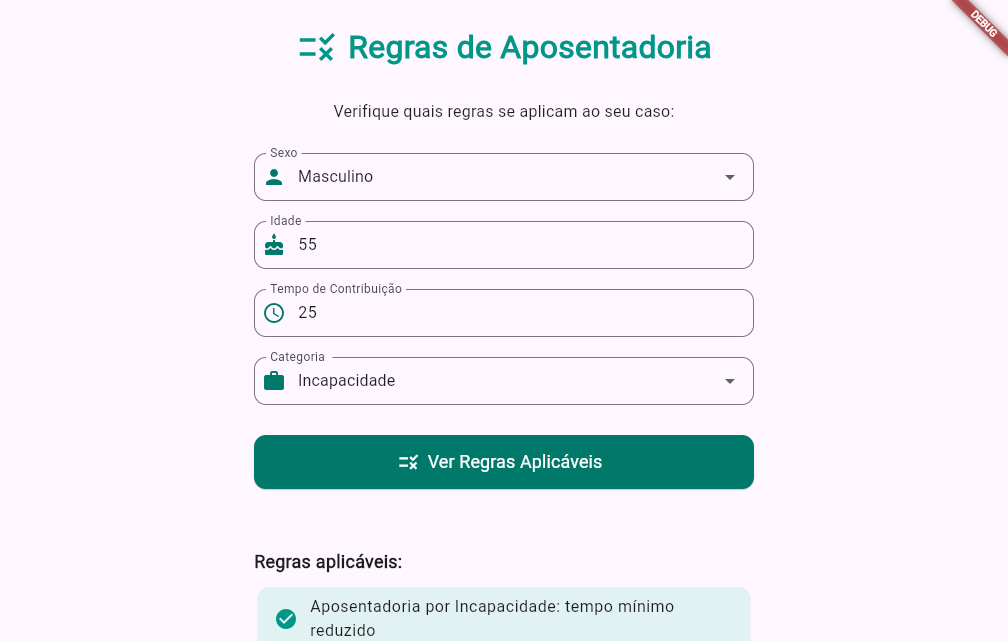 DEBUG
Regras de Aposentadoria
Verifique quais regras se aplicam ao seu caso:
Sexo
Masculino
Idade
55
Tempo de Contribuição
25
Categoria
Incapacidade
Ver Regras Aplicáveis
Regras aplicáveis:
Aposentadoria por Incapacidade: tempo mínimo
reduzido